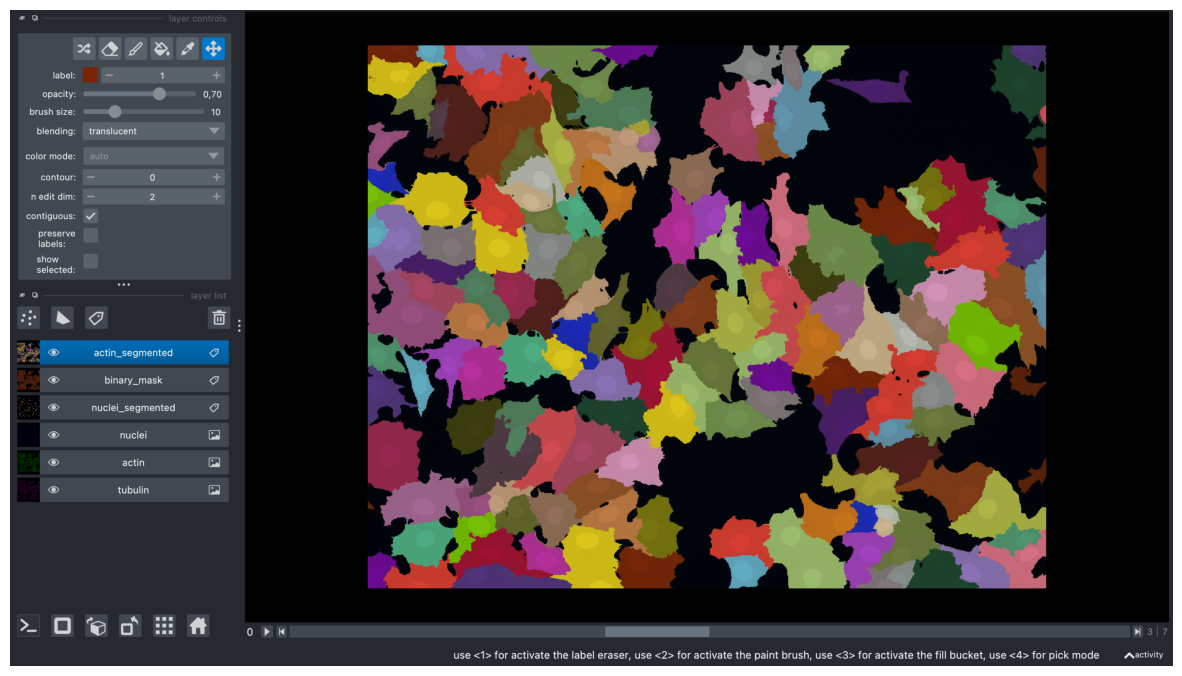 layer controls
label: 1
opacity: 0,70
brush size: 10
blending: translucent
color mode: auto
contour: 0
n edit dim: 2
contiguous:
preserve
labels:
show
selected:
layer list
actin_segmented
binary_mask
nuclei_segmented
nuclei
actin
tubulin
0 3 | 7
use <1> for activate the label eraser, use <2> for activate the paint brush, use <3> for activate the fill bucket, use <4> for pick mode activity